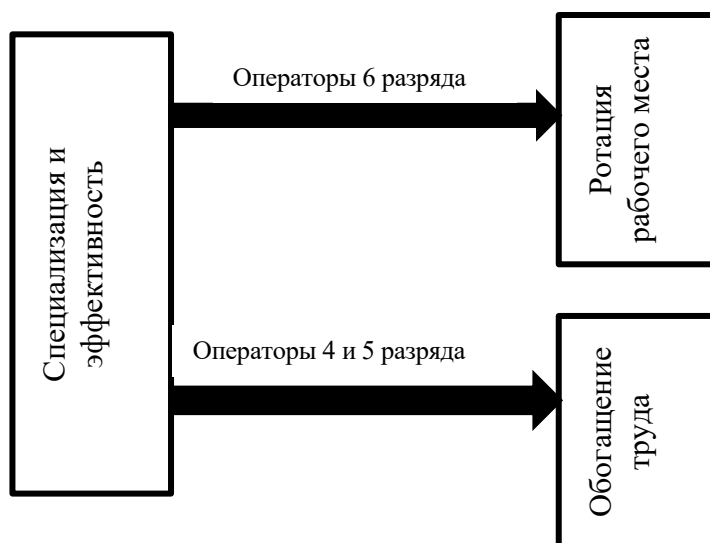 Специализация и
эффективность
Операторы 6 разряда
Ротация
рабочего места
Операторы 4 и 5 разряда
Обогащение
труда